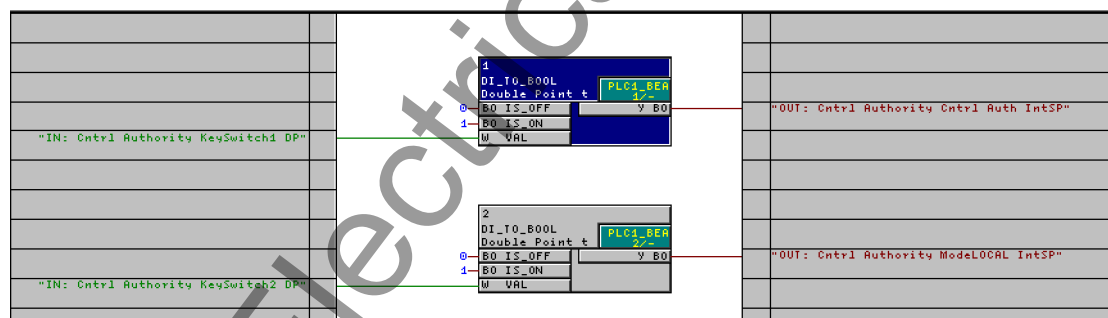 1
DI_TO_BOOL
Double Point t
PLC1_BEA
1/-
0 BO IS_OFF Y BO "OUT: Cntrl Authority Cntrl Auth IntSP"
1 BO IS_ON
"IN: Cntrl Authority KeySwitch1 DP" W VAL
2
DI_TO_BOOL
Double Point t
PLC1_BEA
2/-
0 BO IS_OFF Y BO "OUT: Cntrl Authority ModeLOCAL IntSP"
1 BO IS_ON
"IN: Cntrl Authority KeySwitch2 DP" W VAL
Electric